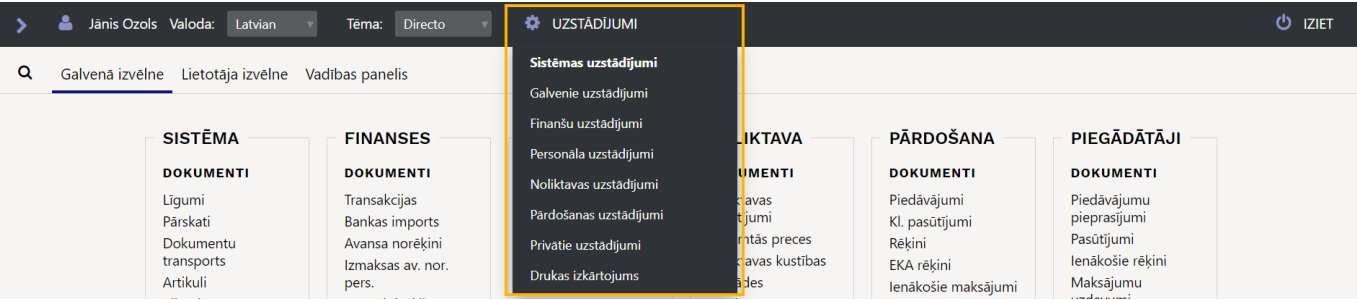 Jānis Ozols Valoda: Latvian Tēma: Directo UZSTĀDĪJUMI IZIET
Galvenā izvēlne Lietotāja izvēlne Vadības panelis
Sistēmas uzstādījumi
Galvenie uzstādījumi
Finanšu uzstādījumi
Personāla uzstādījumi
Noliktavas uzstādījumi
Pārdošanas uzstādījumi
Privātie uzstādījumi
Drukas izkārtojums
SISTĒMA
DOKUMENTI
Līgumi
Pārskati
Dokumentu
transports
Artikuli
FINANSES
DOKUMENTI
Transakcijas
Bankas imports
Avansa norēķini
Izmaksas av. nor.
pers.
preces
kustības
PĀRDOŠANA
DOKUMENTI
Piedāvājumi
Kl. pasūtījumi
Rēķini
EKA rēķini
Ienākošie maksājumi
PIEGĀDĀTĀJI
DOKUMENTI
Piedāvājumu
pieprasījumi
Pasūtījumi
Ienākošie rēķini
Maksājumu